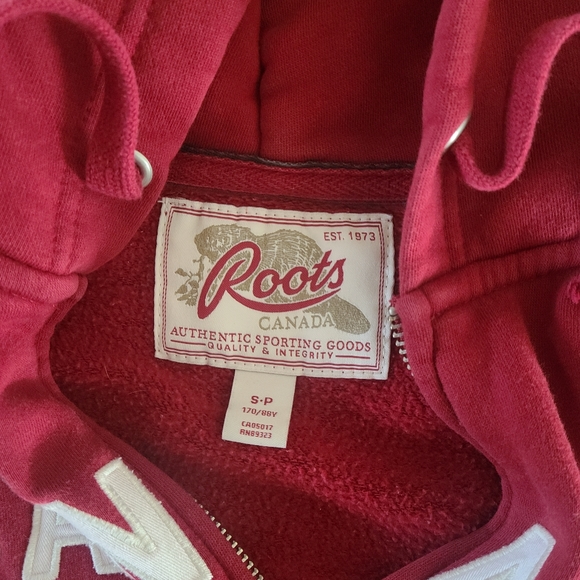 EST. 1973
Roots
CANADA
AUTHENTIC SPORTING GOODS
QUALITY & INTEGRITY
S·P
170/88Y
CA05017
RN89323
A